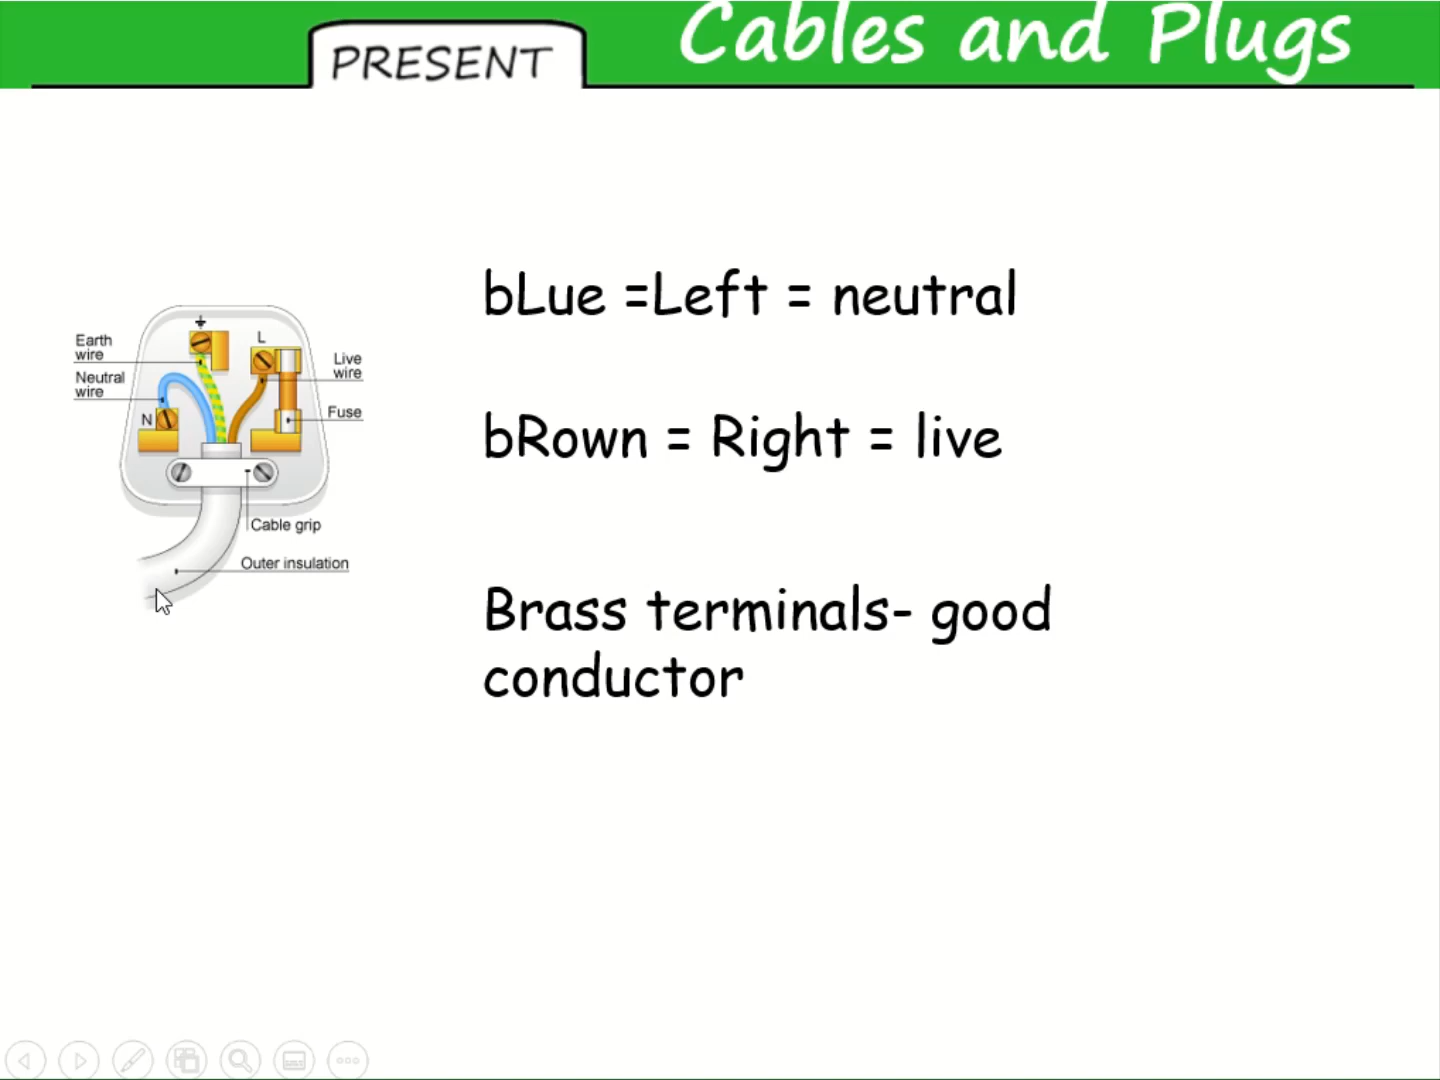 PRESENT
Cables and Plugs
bLue =Left = neutral
bRown = Right = live
Brass terminals- good
conductor
Earth
wire
Neutral
wire
N
L
Live
wire
Fuse
Cable grip
Outer insulation